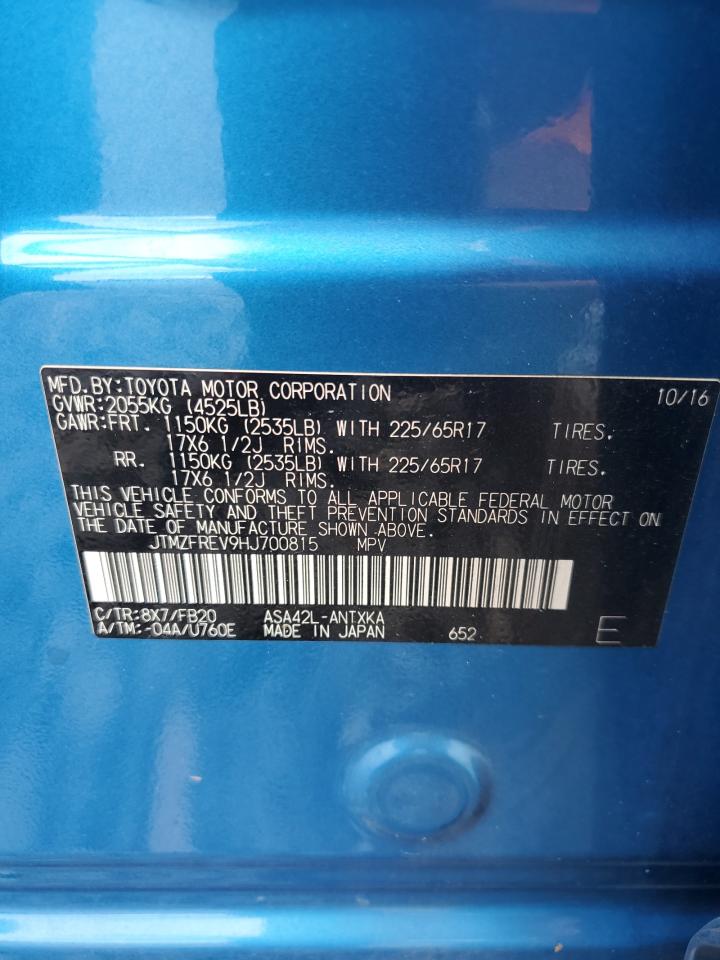 MFD.BY:TOYOTA MOTOR CORPORATION 10/16
GVWR:2055KG (4525LB)
GAWR:FRT. 1150KG (2535LB) WITH 225/65R17 TIRES.
17X6 1/2J RIMS.
RR. 1150KG (2535LB) WITH 225/65R17 TIRES.
17X6 1/2J RIMS.
THIS VEHICLE CONFORMS TO ALL APPLICABLE FEDERAL MOTOR
VEHICLE SAFETY AND THEFT PREVENTION STANDARDS IN EFFECT ON
THE DATE OF MANUFACTURE SHOWN ABOVE.
JTMZFREV9HJ700815 MPV
C/TR:8X7/FB20 ASA42L-ANTXKA
A/TM:-04A/U760E MADE IN JAPAN 652 E